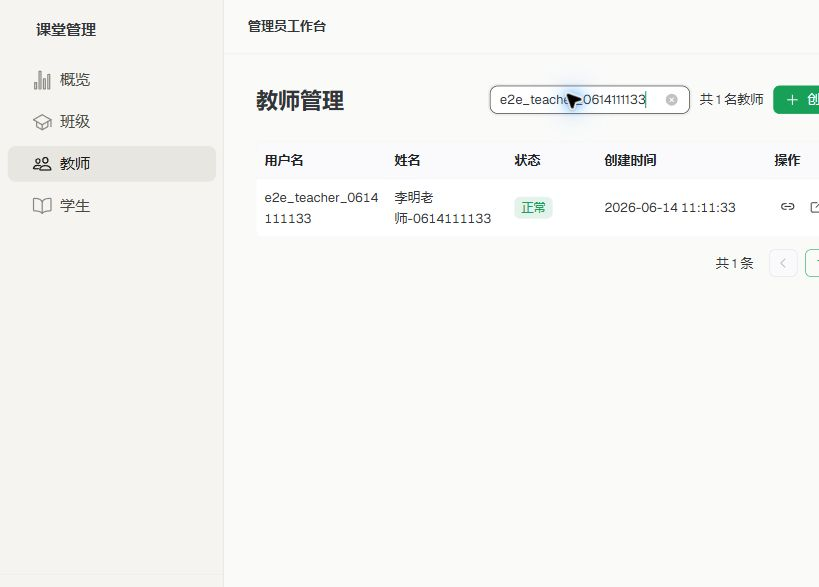 课堂管理
概览
班级
教师
学生
管理员工作台
教师管理
e2e_teacher_0614111133
共 1 名教师
创
用户名
姓名
状态
创建时间
操作
e2e_teacher_0614
111133
李明老
师-0614111133
正常
2026-06-14 11:11:33
共 1 条